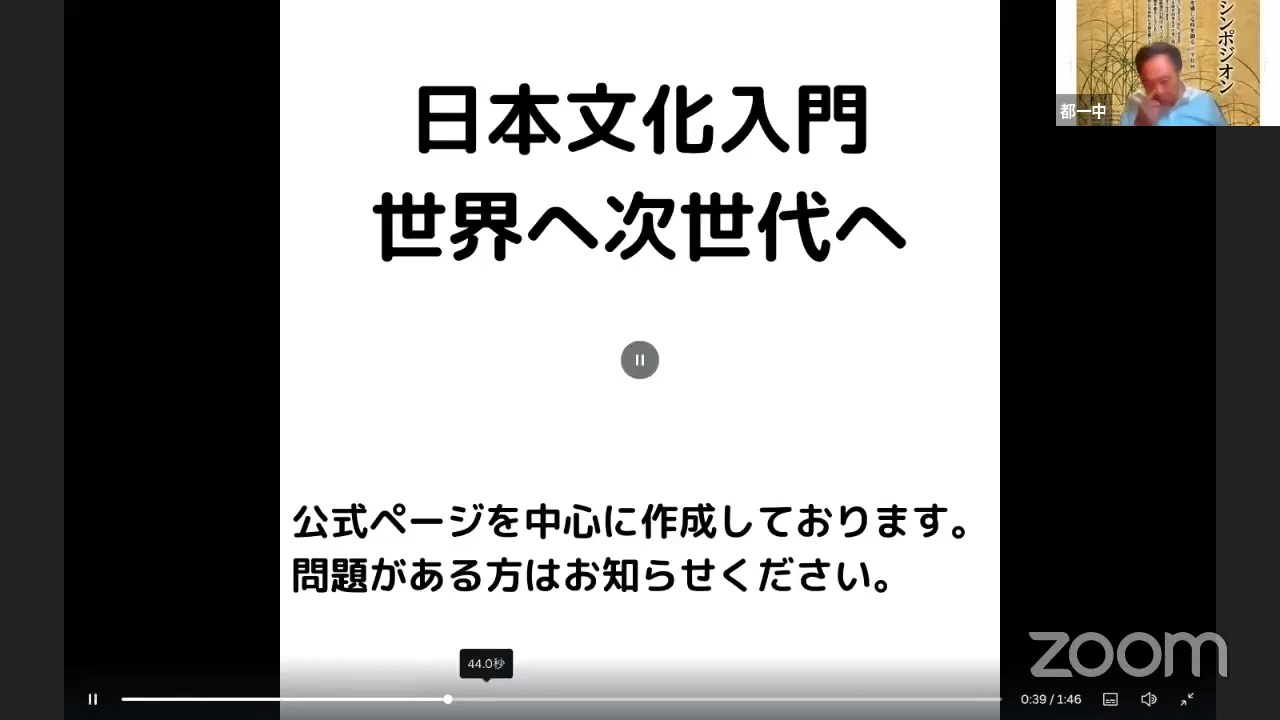 日本文化入門
世界へ次世代へ
公式ページを中心に作成しております。
問題がある方はお知らせください。
シンポジオン
都一中
44.0秒
0:39 / 1:46
zoom